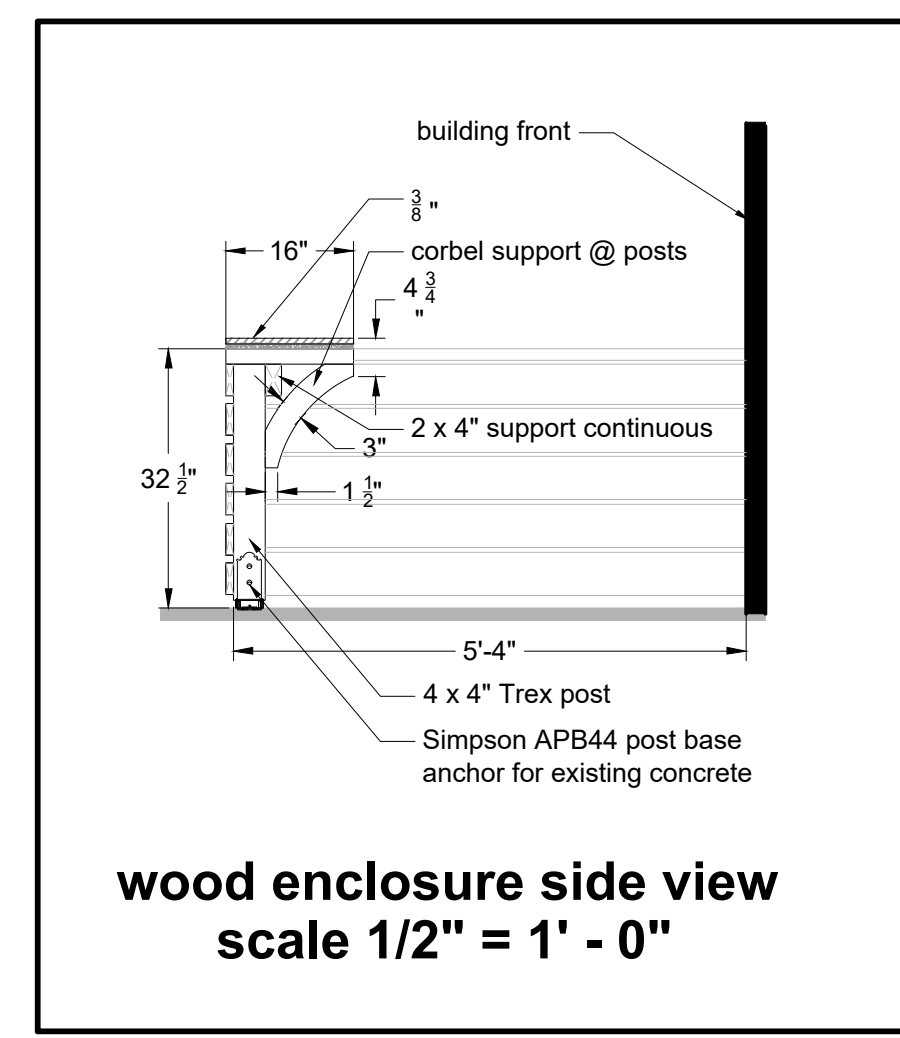 building front
3/8 "
16"
corbel support @ posts
4 3/4
"
2 x 4" support continuous
3"
32 1/2"
1 1/2"
5'-4"
4 x 4" Trex post
Simpson APB44 post base
anchor for existing concrete
wood enclosure side view
scale 1/2" = 1' - 0"